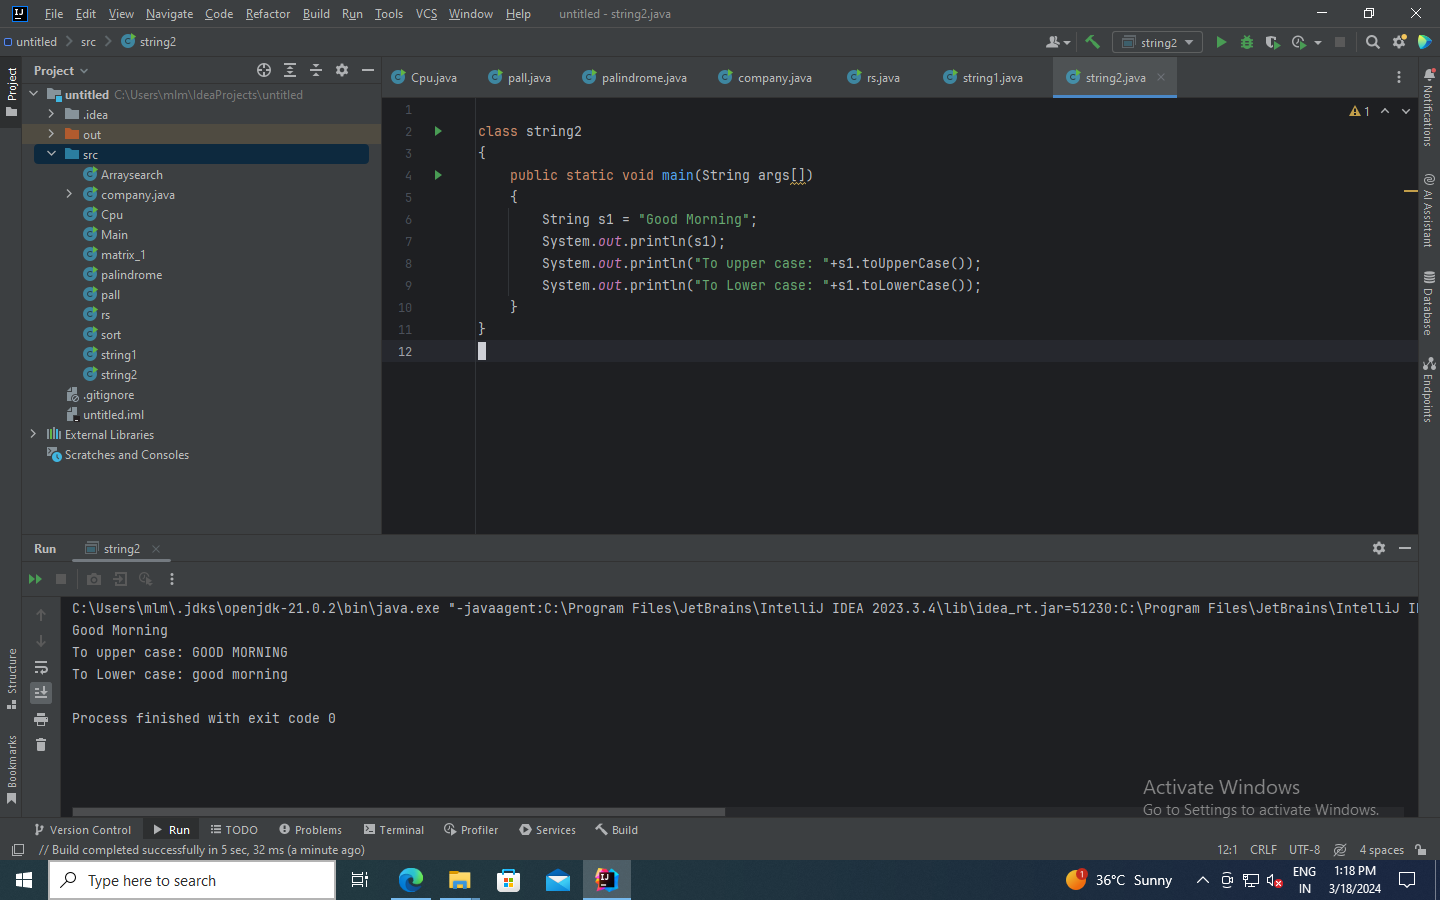 File Edit View Navigate Code Refactor Build Run Tools VCS Window Help untitled - string2.java
untitled src string2
string2
Project
Cpu.java pall.java palindrome.java company.java rs.java string1.java string2.java
Project
untitled C:\Users\mlm\IdeaProjects\untitled
.idea
out
src
Arraysearch
company.java
Cpu
Main
matrix_1
palindrome
pall
rs
sort
string1
string2
.gitignore
untitled.iml
External Libraries
Scratches and Consoles
1
2 class string2
3 {
4 public static void main(String args[])
5 {
6 String s1 = "Good Morning";
7 System.out.println(s1);
8 System.out.println("To upper case: "+s1.toUpperCase());
9 System.out.println("To Lower case: "+s1.toLowerCase());
10 }
11 }
12
1
Notifications
AI Assistant
Database
Endpoints
Run string2
C:\Users\mlm\.jdks\openjdk-21.0.2\bin\java.exe "-javaagent:C:\Program Files\JetBrains\IntelliJ IDEA 2023.3.4\lib\idea_rt.jar=51230:C:\Program Files\JetBrains\IntelliJ I
Good Morning
To upper case: GOOD MORNING
To Lower case: good morning
Process finished with exit code 0
Structure
Bookmarks
Activate Windows
Go to Settings to activate Windows.
Version Control Run TODO Problems Terminal Profiler Services Build
// Build completed successfully in 5 sec, 32 ms (a minute ago) 12:1 CRLF UTF-8 4 spaces
Type here to search
1 36°C Sunny
ENG
IN
1:18 PM
3/18/2024